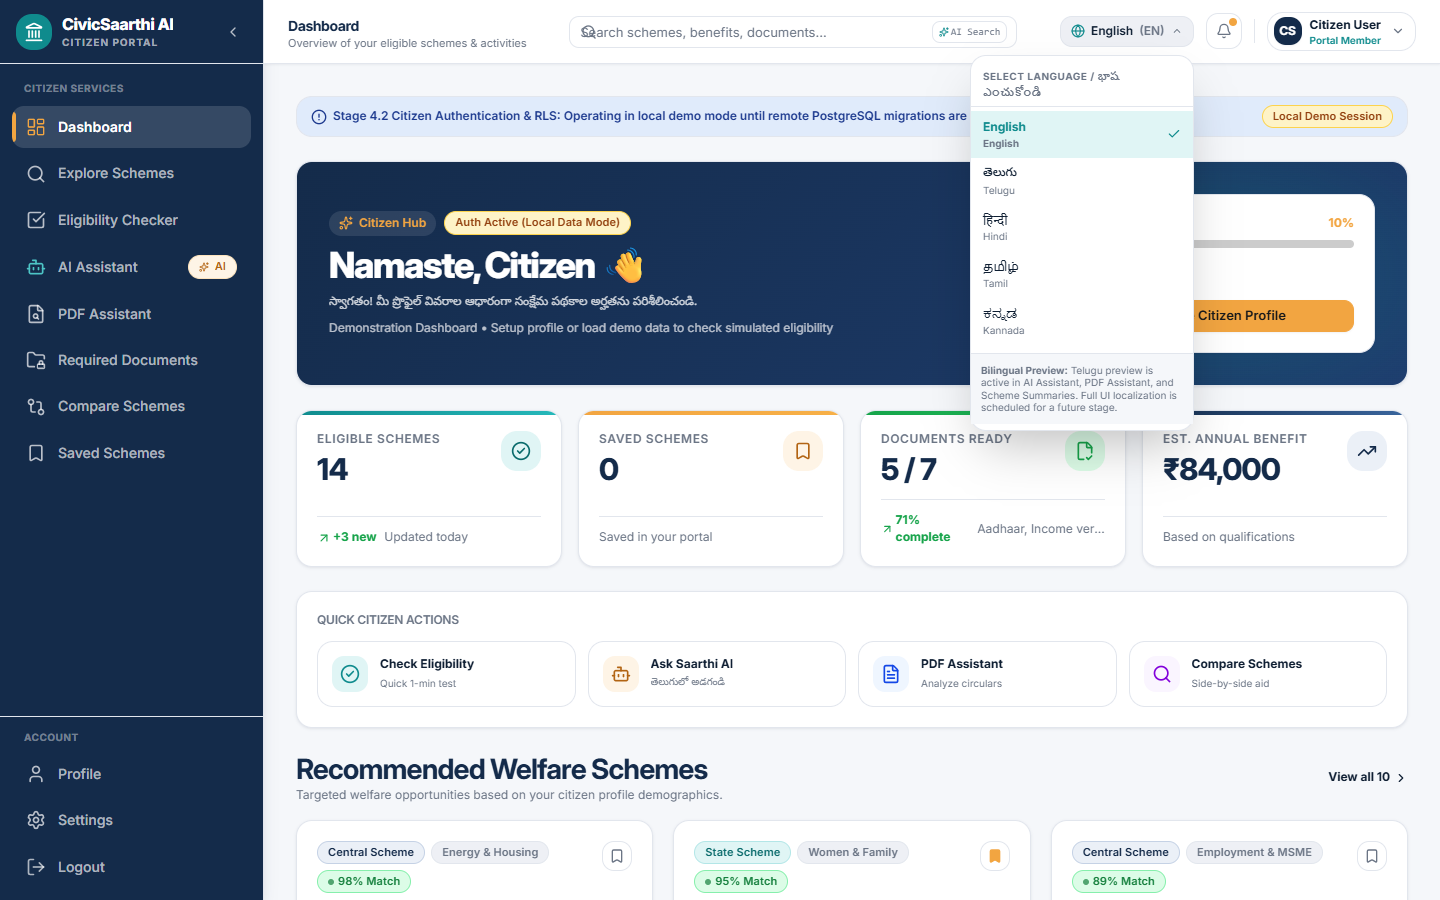 CivicSaarthi AI
CITIZEN PORTAL
CITIZEN SERVICES
Dashboard
Explore Schemes
Eligibility Checker
AI Assistant
AI
PDF Assistant
Required Documents
Compare Schemes
Saved Schemes
ACCOUNT
Profile
Settings
Logout
Dashboard
Overview of your eligible schemes & activities
Search schemes, benefits, documents...
AI Search
English (EN)
CS
Citizen User
Portal Member
SELECT LANGUAGE / భాష
ఎంచుకోండి
English
English
తెలుగు
Telugu
हिन्दी
Hindi
தமிழ்
Tamil
ಕನ್ನಡ
Kannada
Bilingual Preview: Telugu preview is
active in AI Assistant, PDF Assistant, and
Scheme Summaries. Full UI localization is
scheduled for a future stage.
Stage 4.2 Citizen Authentication & RLS: Operating in local demo mode until remote PostgreSQL migrations are
Local Demo Session
Citizen Hub
Auth Active (Local Data Mode)
Namaste, Citizen 👋
స్వాగతం! మీ ప్రొఫైల్ వివరాల ఆధారంగా సంక్షేమ పథకాల అర్హతను పరిశీలించండి.
Demonstration Dashboard • Setup profile or load demo data to check simulated eligibility
10%
Citizen Profile
ELIGIBLE SCHEMES
14
+3 new Updated today
SAVED SCHEMES
0
Saved in your portal
DOCUMENTS READY
5 / 7
71%
complete
Aadhaar, Income ver...
EST. ANNUAL BENEFIT
₹84,000
Based on qualifications
QUICK CITIZEN ACTIONS
Check Eligibility
Quick 1-min test
Ask Saarthi AI
తెలుగులో అడగండి
PDF Assistant
Analyze circulars
Compare Schemes
Side-by-side aid
Recommended Welfare Schemes
Targeted welfare opportunities based on your citizen profile demographics.
View all 10
Central Scheme
Energy & Housing
98% Match
State Scheme
Women & Family
95% Match
Central Scheme
Employment & MSME
89% Match